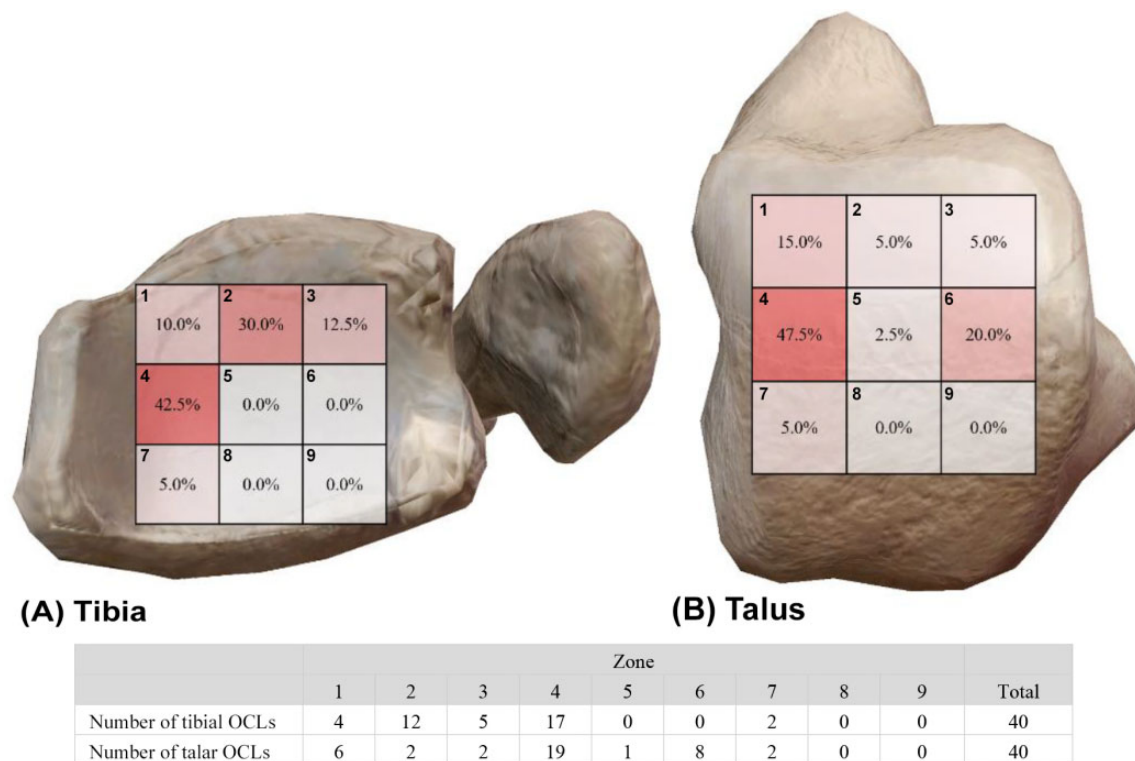 1 2 3
10.0% 30.0% 12.5%
4 5 6
42.5% 0.0% 0.0%
7 8 9
5.0% 0.0% 0.0%
(A) Tibia
1 2 3
15.0% 5.0% 5.0%
4 5 6
47.5% 2.5% 20.0%
7 8 9
5.0% 0.0% 0.0%
(B) Talus
Zone
1 2 3 4 5 6 7 8 9 Total
Number of tibial OCLs 4 12 5 17 0 0 2 0 0 40
Number of talar OCLs 6 2 2 19 1 8 2 0 0 40